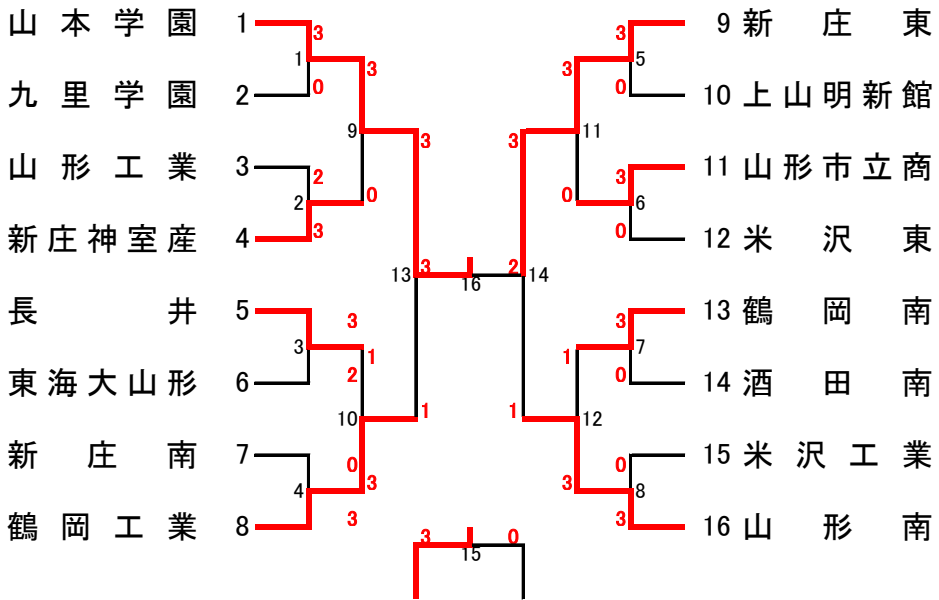 山本学園 1 3 3 9 新庄東
1 3 3 5
九里学園 2 0 0 10 上山明新館
9 3 3 11
山形工業 3 2 3 11 山形市立商
2 0 0 6
新庄神室産 4 3 0 12 米沢東
13 3 16 2 14
長井 5 3 3 13 鶴岡南
3 1 1 7
東海大山形 6 2 0 14 酒田南
10 1 1 12
新庄南 7 0 0 15 米沢工業
4 3 3 8
鶴岡工業 8 3 3 16 山形南
3 15 0